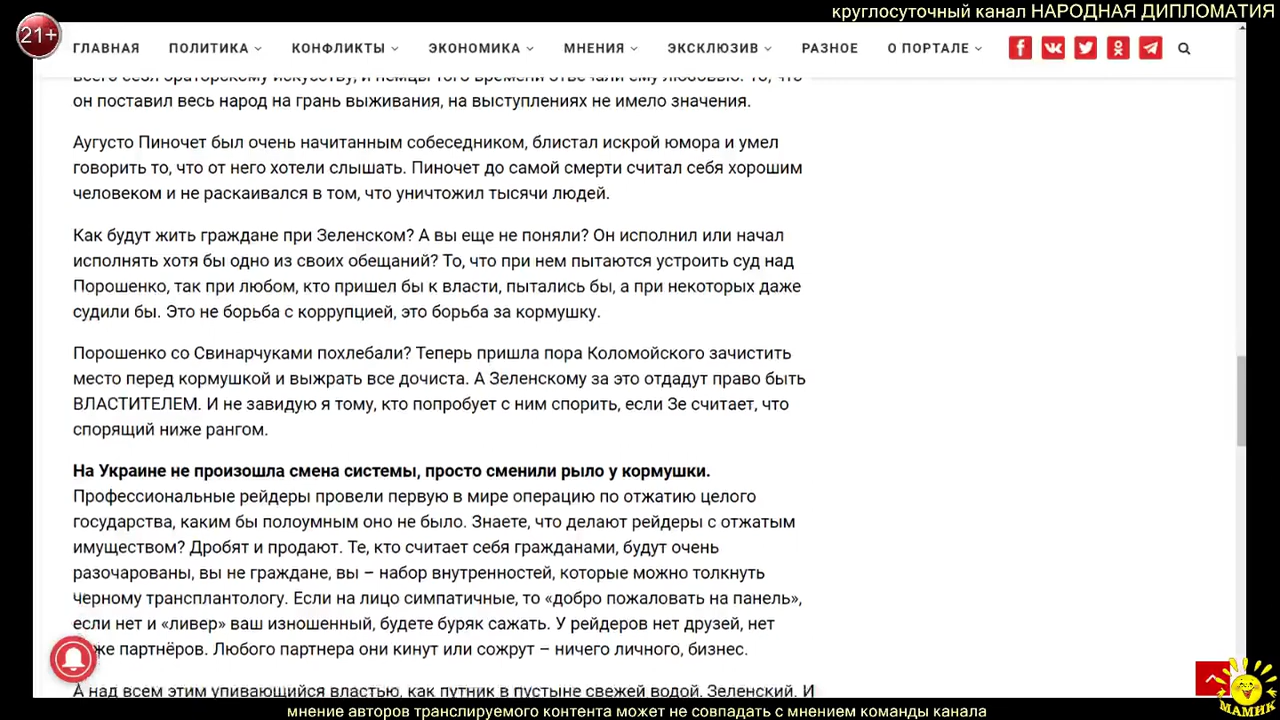 круглосуточный канал НАРОДНАЯ ДИПЛОМАТИЯ
21+
ГЛАВНАЯ ПОЛИТИКА КОНФЛИКТЫ ЭКОНОМИКА МНЕНИЯ ЭКСКЛЮЗИВ РАЗНОЕ О ПОРТАЛЕ
всего себя ораторскому искусству, и немцы того времени отвечали ему любовью. То, что
он поставил весь народ на грань выживания, на выступлениях не имело значения.
Аугусто Пиночет был очень начитанным собеседником, блистал искрой юмора и умел
говорить то, что от него хотели слышать. Пиночет до самой смерти считал себя хорошим
человеком и не раскаивался в том, что уничтожил тысячи людей.
Как будут жить граждане при Зеленском? А вы еще не поняли? Он исполнил или начал
исполнять хотя бы одно из своих обещаний? То, что при нем пытаются устроить суд над
Порошенко, так при любом, кто пришел бы к власти, пытались бы, а при некоторых даже
судили бы. Это не борьба с коррупцией, это борьба за кормушку.
Порошенко со Свинарчуками похлебали? Теперь пришла пора Коломойского зачистить
место перед кормушкой и выжрать все дочиста. А Зеленскому за это отдадут право быть
ВЛАСТИТЕЛЕМ. И не завидую я тому, кто попробует с ним спорить, если Зе считает, что
спорящий ниже рангом.
На Украине не произошла смена системы, просто сменили рыло у кормушки.
Профессиональные рейдеры провели первую в мире операцию по отжатию целого
государства, каким бы полоумным оно не было. Знаете, что делают рейдеры с отжатым
имуществом? Дробят и продают. Те, кто считает себя гражданами, будут очень
разочарованы, вы не граждане, вы – набор внутренностей, которые можно толкнуть
черному трансплантологу. Если на лицо симпатичные, то «добро пожаловать на панель»,
если нет и «ливер» ваш изношенный, будете буряк сажать. У рейдеров нет друзей, нет
же партнёров. Любого партнера они кинут или сожрут – ничего личного, бизнес.
А над всем этим упивающийся властью, как путник в пустыне свежей водой, Зеленский. И
МАМИК
мнение авторов транслируемого контента может не совпадать с мнением команды канала